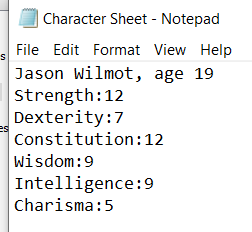 Character Sheet - Notepad
File Edit Format View Help
Jason Wilmot, age 19
Strength:12
Dexterity:7
Constitution:12
Wisdom:9
Intelligence:9
Charisma:5